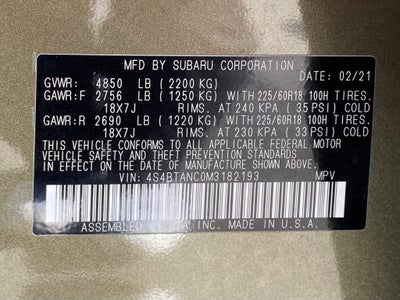 MFD BY SUBARU CORPORATION 02/21
GVWR: 4850 LB (2200 KG)
GAWR:F 2756 LB (1250 KG) WITH 225/60R18 100H TIRES.
18X7J RIMS. AT 240 KPA (35 PSI) COLD
GAWR:R 2690 LB (1220 KG) WITH 225/60R18 100H TIRES.
18X7J RIMS. AT 230 KPA (33 PSI) COLD
THIS VEHICLE CONFORMS TO ALL APPLICABLE FEDERAL MOTOR
VEHICLE SAFETY, BUMPER, AND THEFT PREVENTION STANDARDS
IN EFFECT ON THE DATE OF MANUFACTURE SHOWN ABOVE.
VIN: 4S4BTANC0M3182193 MPV
ASSEMBLED BY INC. MADE IN U.S.A.